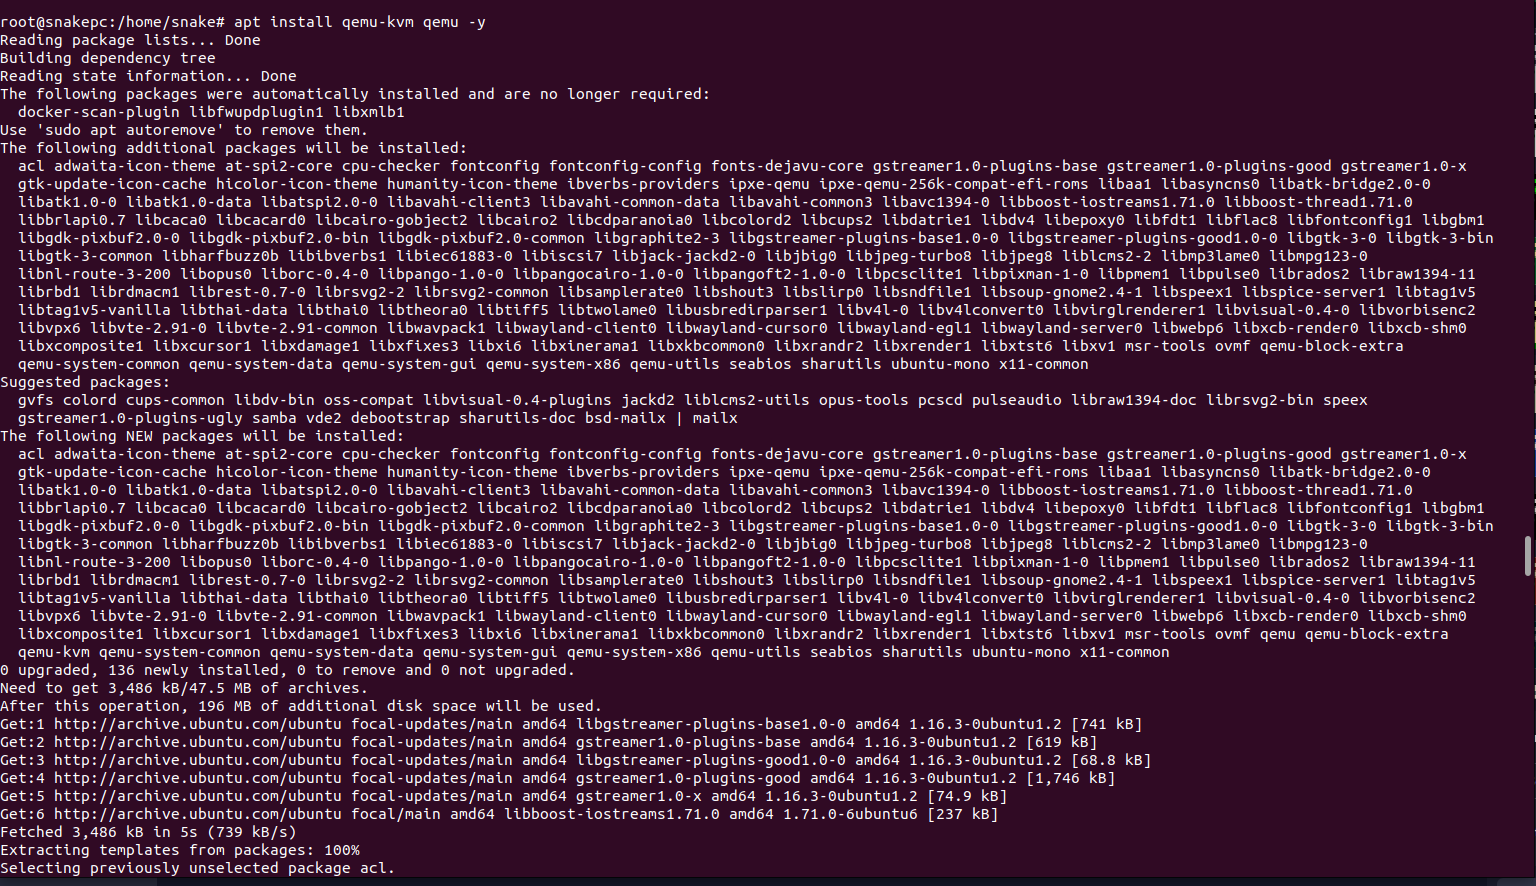 root@snakepc:/home/snake# apt install qemu-kvm qemu -y
Reading package lists... Done
Building dependency tree
Reading state information... Done
The following packages were automatically installed and are no longer required:
  docker-scan-plugin libfwupdplugin1 libxmlb1
Use 'sudo apt autoremove' to remove them.
The following additional packages will be installed:
  acl adwaita-icon-theme at-spi2-core cpu-checker fontconfig fontconfig-config fonts-dejavu-core gstreamer1.0-plugins-base gstreamer1.0-plugins-good gstreamer1.0-x
  gtk-update-icon-cache hicolor-icon-theme humanity-icon-theme ibverbs-providers ipxe-qemu ipxe-qemu-256k-compat-efi-roms libaa1 libasyncns0 libatk-bridge2.0-0
  libatk1.0-0 libatk1.0-data libatspi2.0-0 libavahi-client3 libavahi-common-data libavahi-common3 libavc1394-0 libboost-iostreams1.71.0 libboost-thread1.71.0
  libbrlapi0.7 libcaca0 libcacard0 libcairo-gobject2 libcairo2 libcdparanoia0 libcolord2 libcups2 libdatrie1 libdv4 libepoxy0 libfdt1 libflac8 libfontconfig1 libgbm1
  libgdk-pixbuf2.0-0 libgdk-pixbuf2.0-bin libgdk-pixbuf2.0-common libgraphite2-3 libgstreamer-plugins-base1.0-0 libgstreamer-plugins-good1.0-0 libgtk-3-0 libgtk-3-bin
  libgtk-3-common libharfbuzz0b libibverbs1 libiec61883-0 libiscsi7 libjack-jackd2-0 libjbig0 libjpeg-turbo8 libjpeg8 liblcms2-2 libmp3lame0 libmpg123-0
  libnl-route-3-200 libopus0 liborc-0.4-0 libpango-1.0-0 libpangocairo-1.0-0 libpangoft2-1.0-0 libpcsclite1 libpixman-1-0 libpmem1 libpulse0 librados2 libraw1394-11
  librbd1 librdmacm1 librest-0.7-0 librsvg2-2 librsvg2-common libsamplerate0 libshout3 libslirp0 libsndfile1 libsoup-gnome2.4-1 libspeex1 libspice-server1 libtag1v5
  libtag1v5-vanilla libthai-data libthai0 libtheora0 libtiff5 libtwolame0 libusbredirparser1 libv4l-0 libv4lconvert0 libvirglrenderer1 libvisual-0.4-0 libvorbisenc2
  libvpx6 libvte-2.91-0 libvte-2.91-common libwavpack1 libwayland-client0 libwayland-cursor0 libwayland-egl1 libwayland-server0 libwebp6 libxcb-render0 libxcb-shm0
  libxcomposite1 libxcursor1 libxdamage1 libxfixes3 libxi6 libxinerama1 libxkbcommon0 libxrandr2 libxrender1 libxtst6 libxv1 msr-tools ovmf qemu-block-extra
  qemu-system-common qemu-system-data qemu-system-gui qemu-system-x86 qemu-utils seabios sharutils ubuntu-mono x11-common
Suggested packages:
  gvfs colord cups-common libdv-bin oss-compat libvisual-0.4-plugins jackd2 liblcms2-utils opus-tools pcscd pulseaudio libraw1394-doc librsvg2-bin speex
  gstreamer1.0-plugins-ugly samba vde2 debootstrap sharutils-doc bsd-mailx | mailx
The following NEW packages will be installed:
  acl adwaita-icon-theme at-spi2-core cpu-checker fontconfig fontconfig-config fonts-dejavu-core gstreamer1.0-plugins-base gstreamer1.0-plugins-good gstreamer1.0-x
  gtk-update-icon-cache hicolor-icon-theme humanity-icon-theme ibverbs-providers ipxe-qemu ipxe-qemu-256k-compat-efi-roms libaa1 libasyncns0 libatk-bridge2.0-0
  libatk1.0-0 libatk1.0-data libatspi2.0-0 libavahi-client3 libavahi-common-data libavahi-common3 libavc1394-0 libboost-iostreams1.71.0 libboost-thread1.71.0
  libbrlapi0.7 libcaca0 libcacard0 libcairo-gobject2 libcairo2 libcdparanoia0 libcolord2 libcups2 libdatrie1 libdv4 libepoxy0 libfdt1 libflac8 libfontconfig1 libgbm1
  libgdk-pixbuf2.0-0 libgdk-pixbuf2.0-bin libgdk-pixbuf2.0-common libgraphite2-3 libgstreamer-plugins-base1.0-0 libgstreamer-plugins-good1.0-0 libgtk-3-0 libgtk-3-bin
  libgtk-3-common libharfbuzz0b libibverbs1 libiec61883-0 libiscsi7 libjack-jackd2-0 libjbig0 libjpeg-turbo8 libjpeg8 liblcms2-2 libmp3lame0 libmpg123-0
  libnl-route-3-200 libopus0 liborc-0.4-0 libpango-1.0-0 libpangocairo-1.0-0 libpangoft2-1.0-0 libpcsclite1 libpixman-1-0 libpmem1 libpulse0 librados2 libraw1394-11
  librbd1 librdmacm1 librest-0.7-0 librsvg2-2 librsvg2-common libsamplerate0 libshout3 libslirp0 libsndfile1 libsoup-gnome2.4-1 libspeex1 libspice-server1 libtag1v5
  libtag1v5-vanilla libthai-data libthai0 libtheora0 libtiff5 libtwolame0 libusbredirparser1 libv4l-0 libv4lconvert0 libvirglrenderer1 libvisual-0.4-0 libvorbisenc2
  libvpx6 libvte-2.91-0 libvte-2.91-common libwavpack1 libwayland-client0 libwayland-cursor0 libwayland-egl1 libwayland-server0 libwebp6 libxcb-render0 libxcb-shm0
  libxcomposite1 libxcursor1 libxdamage1 libxfixes3 libxi6 libxinerama1 libxkbcommon0 libxrandr2 libxrender1 libxtst6 libxv1 msr-tools ovmf qemu qemu-block-extra
  qemu-kvm qemu-system-common qemu-system-data qemu-system-gui qemu-system-x86 qemu-utils seabios sharutils ubuntu-mono x11-common
0 upgraded, 136 newly installed, 0 to remove and 0 not upgraded.
Need to get 3,486 kB/47.5 MB of archives.
After this operation, 196 MB of additional disk space will be used.
Get:1 http://archive.ubuntu.com/ubuntu focal-updates/main amd64 libgstreamer-plugins-base1.0-0 amd64 1.16.3-0ubuntu1.2 [741 kB]
Get:2 http://archive.ubuntu.com/ubuntu focal-updates/main amd64 gstreamer1.0-plugins-base amd64 1.16.3-0ubuntu1.2 [619 kB]
Get:3 http://archive.ubuntu.com/ubuntu focal-updates/main amd64 libgstreamer-plugins-good1.0-0 amd64 1.16.3-0ubuntu1.2 [68.8 kB]
Get:4 http://archive.ubuntu.com/ubuntu focal-updates/main amd64 gstreamer1.0-plugins-good amd64 1.16.3-0ubuntu1.2 [1,746 kB]
Get:5 http://archive.ubuntu.com/ubuntu focal-updates/main amd64 gstreamer1.0-x amd64 1.16.3-0ubuntu1.2 [74.9 kB]
Get:6 http://archive.ubuntu.com/ubuntu focal/main amd64 libboost-iostreams1.71.0 amd64 1.71.0-6ubuntu6 [237 kB]
Fetched 3,486 kB in 5s (739 kB/s)
Extracting templates from packages: 100%
Selecting previously unselected package acl.